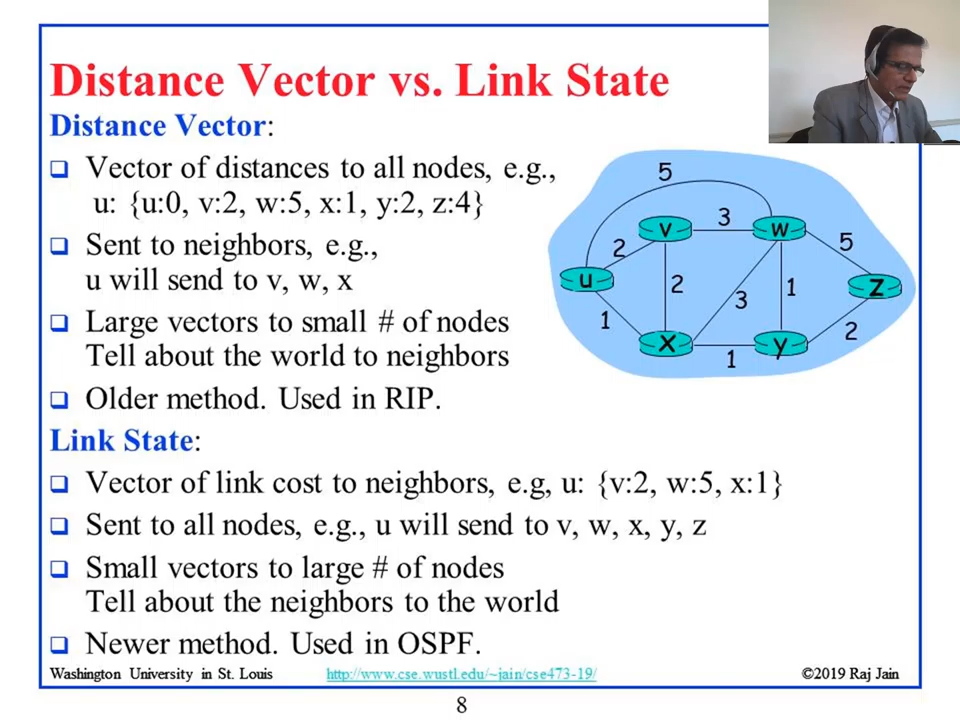 Distance Vector vs. Link State
Distance Vector:
❑ Vector of distances to all nodes, e.g.,
u: {u:0, v:2, w:5, x:1, y:2, z:4}
❑ Sent to neighbors, e.g.,
u will send to v, w, x
❑ Large vectors to small # of nodes
Tell about the world to neighbors
❑ Older method. Used in RIP.
5
v
3
w
2
5
u
2
3
1
z
1
x
1
y
2
Link State:
❑ Vector of link cost to neighbors, e.g, u: {v:2, w:5, x:1}
❑ Sent to all nodes, e.g., u will send to v, w, x, y, z
❑ Small vectors to large # of nodes
Tell about the neighbors to the world
❑ Newer method. Used in OSPF.
Washington University in St. Louis http://www.cse.wustl.edu/~jain/cse473-19/ ©2019 Raj Jain
8